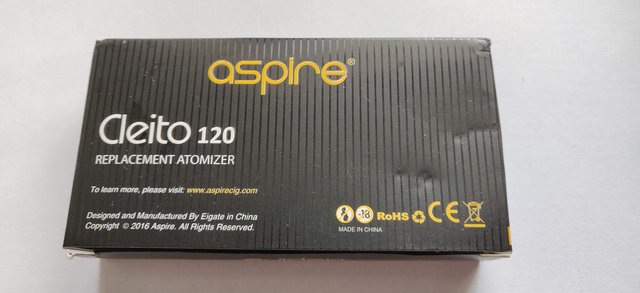 aspire®
Cleito 120
REPLACEMENT ATOMIZER
To learn more, please visit: www.aspirecig.com
Designed and Manufactured By Eigate in China
Copyright © 2016 Aspire. All Rights Reserved.
-18 RoHS CE
MADE IN CHINA